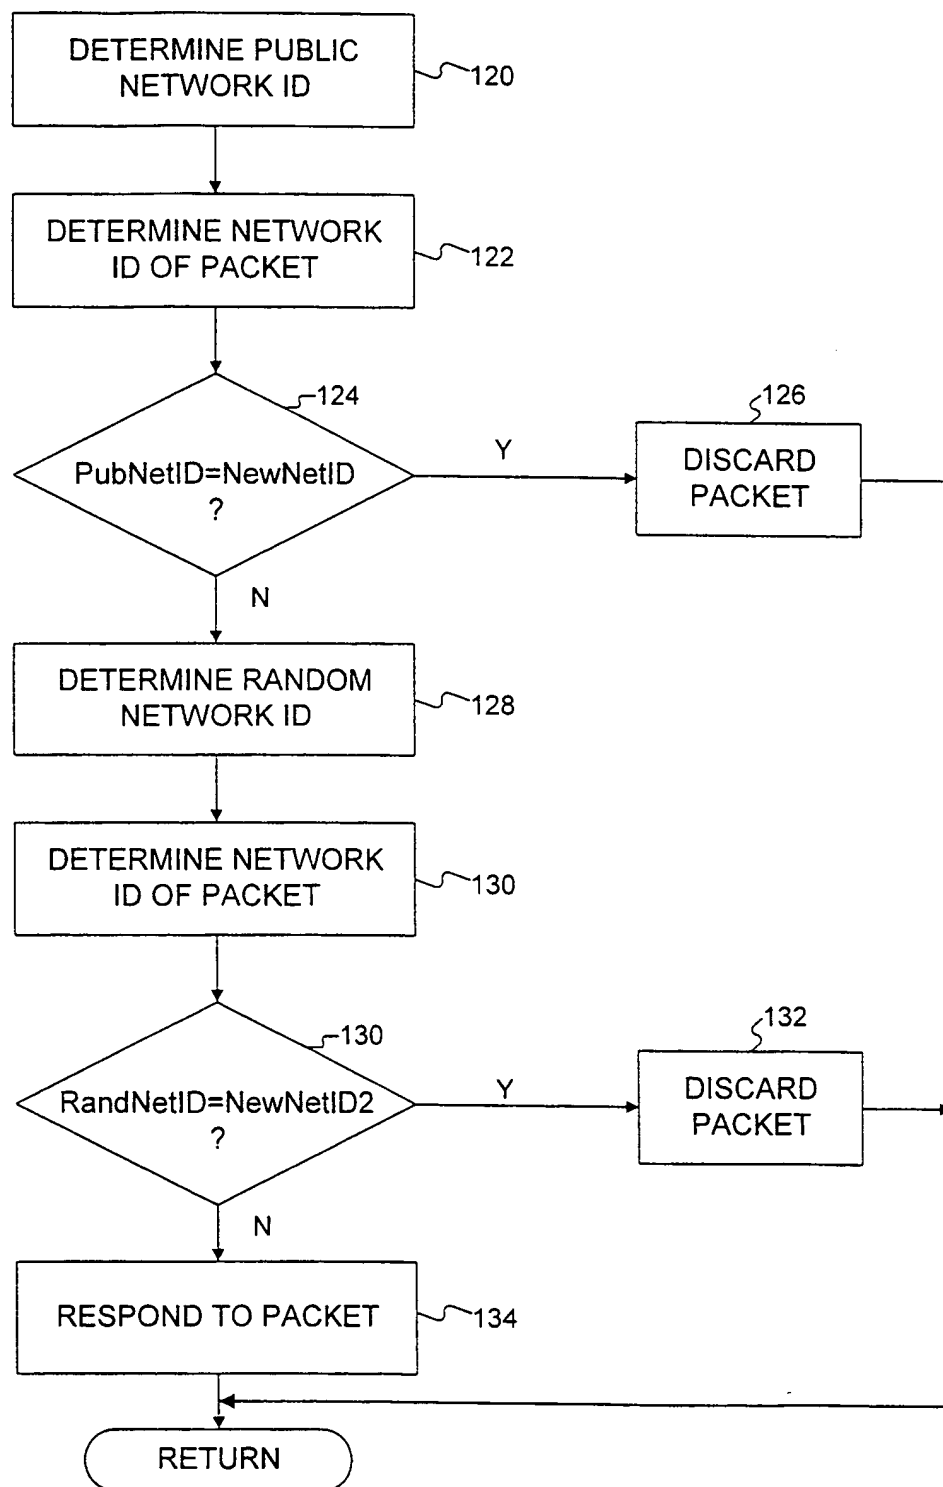 DETERMINE PUBLIC
NETWORK ID
120
DETERMINE NETWORK
ID OF PACKET
122
124
PubNetID=NewNetID
?
Y
126
DISCARD
PACKET
N
DETERMINE RANDOM
NETWORK ID
128
DETERMINE NETWORK
ID OF PACKET
130
130
RandNetID=NewNetID2
?
Y
132
DISCARD
PACKET
N
RESPOND TO PACKET
134
RETURN